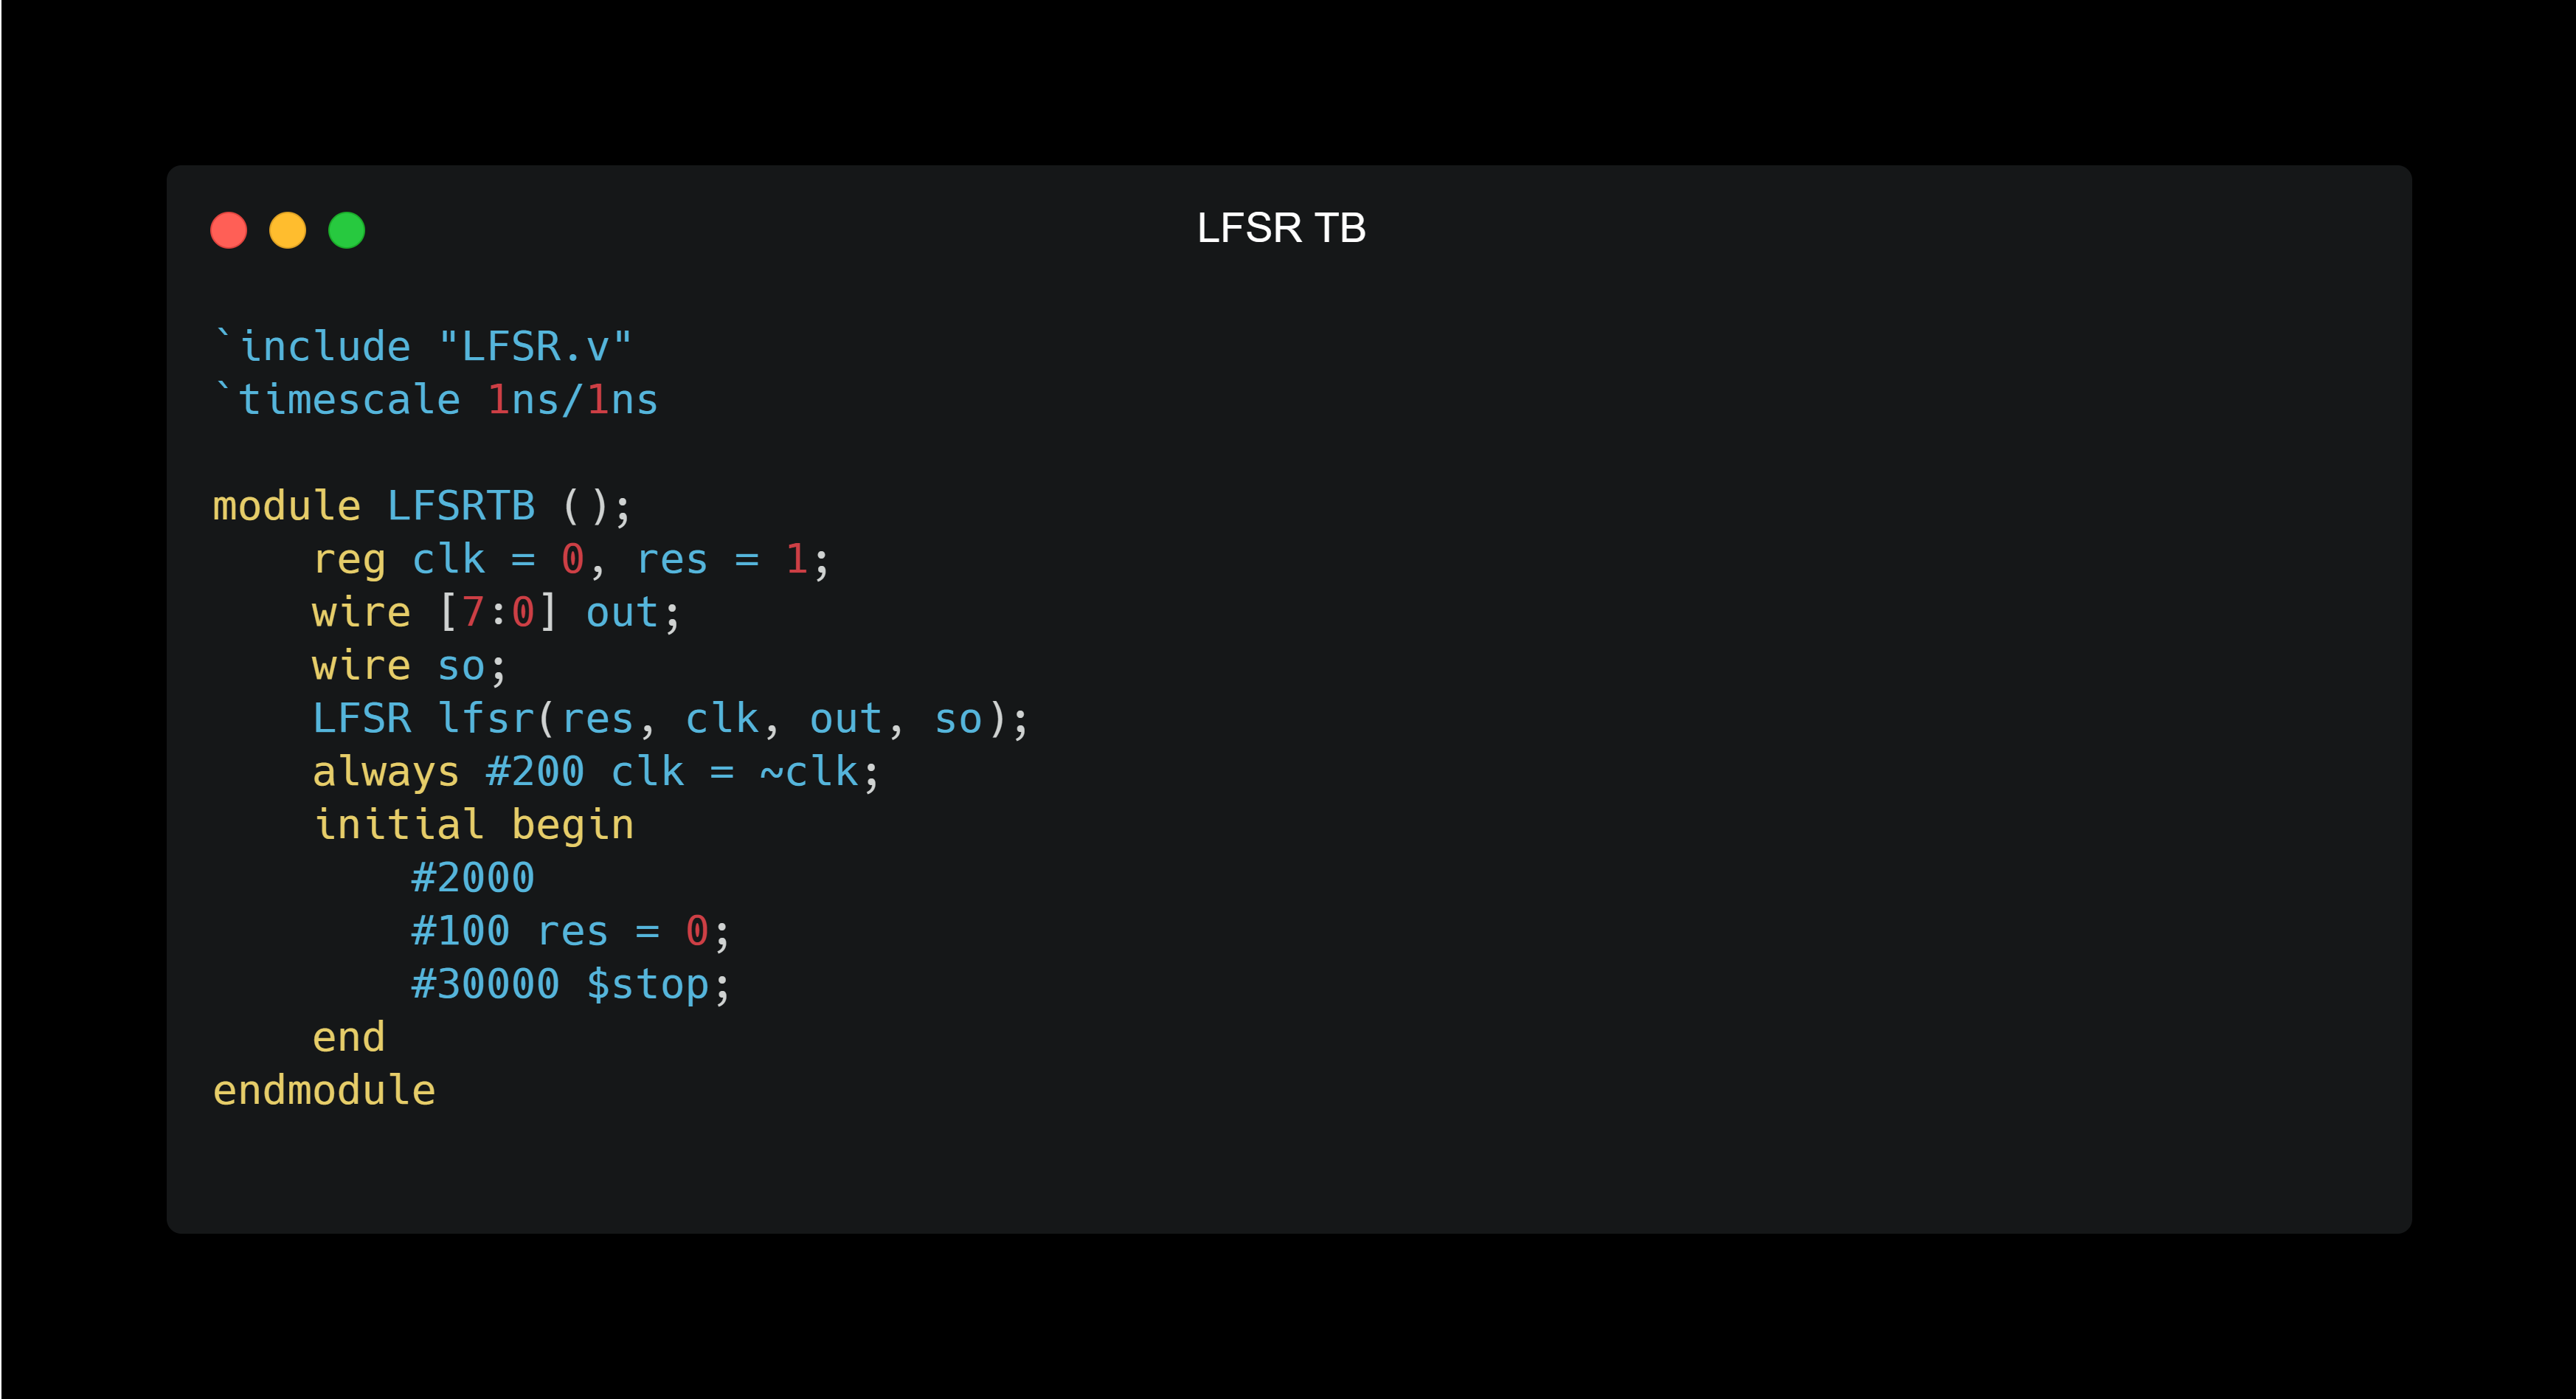 LFSR TB
`include "LFSR.v"
`timescale 1ns/1ns
module LFSRTB ();
    reg clk = 0, res = 1;
    wire [7:0] out;
    wire so;
    LFSR lfsr(res, clk, out, so);
    always #200 clk = ~clk;
    initial begin
        #2000
        #100 res = 0;
        #30000 $stop;
    end
endmodule